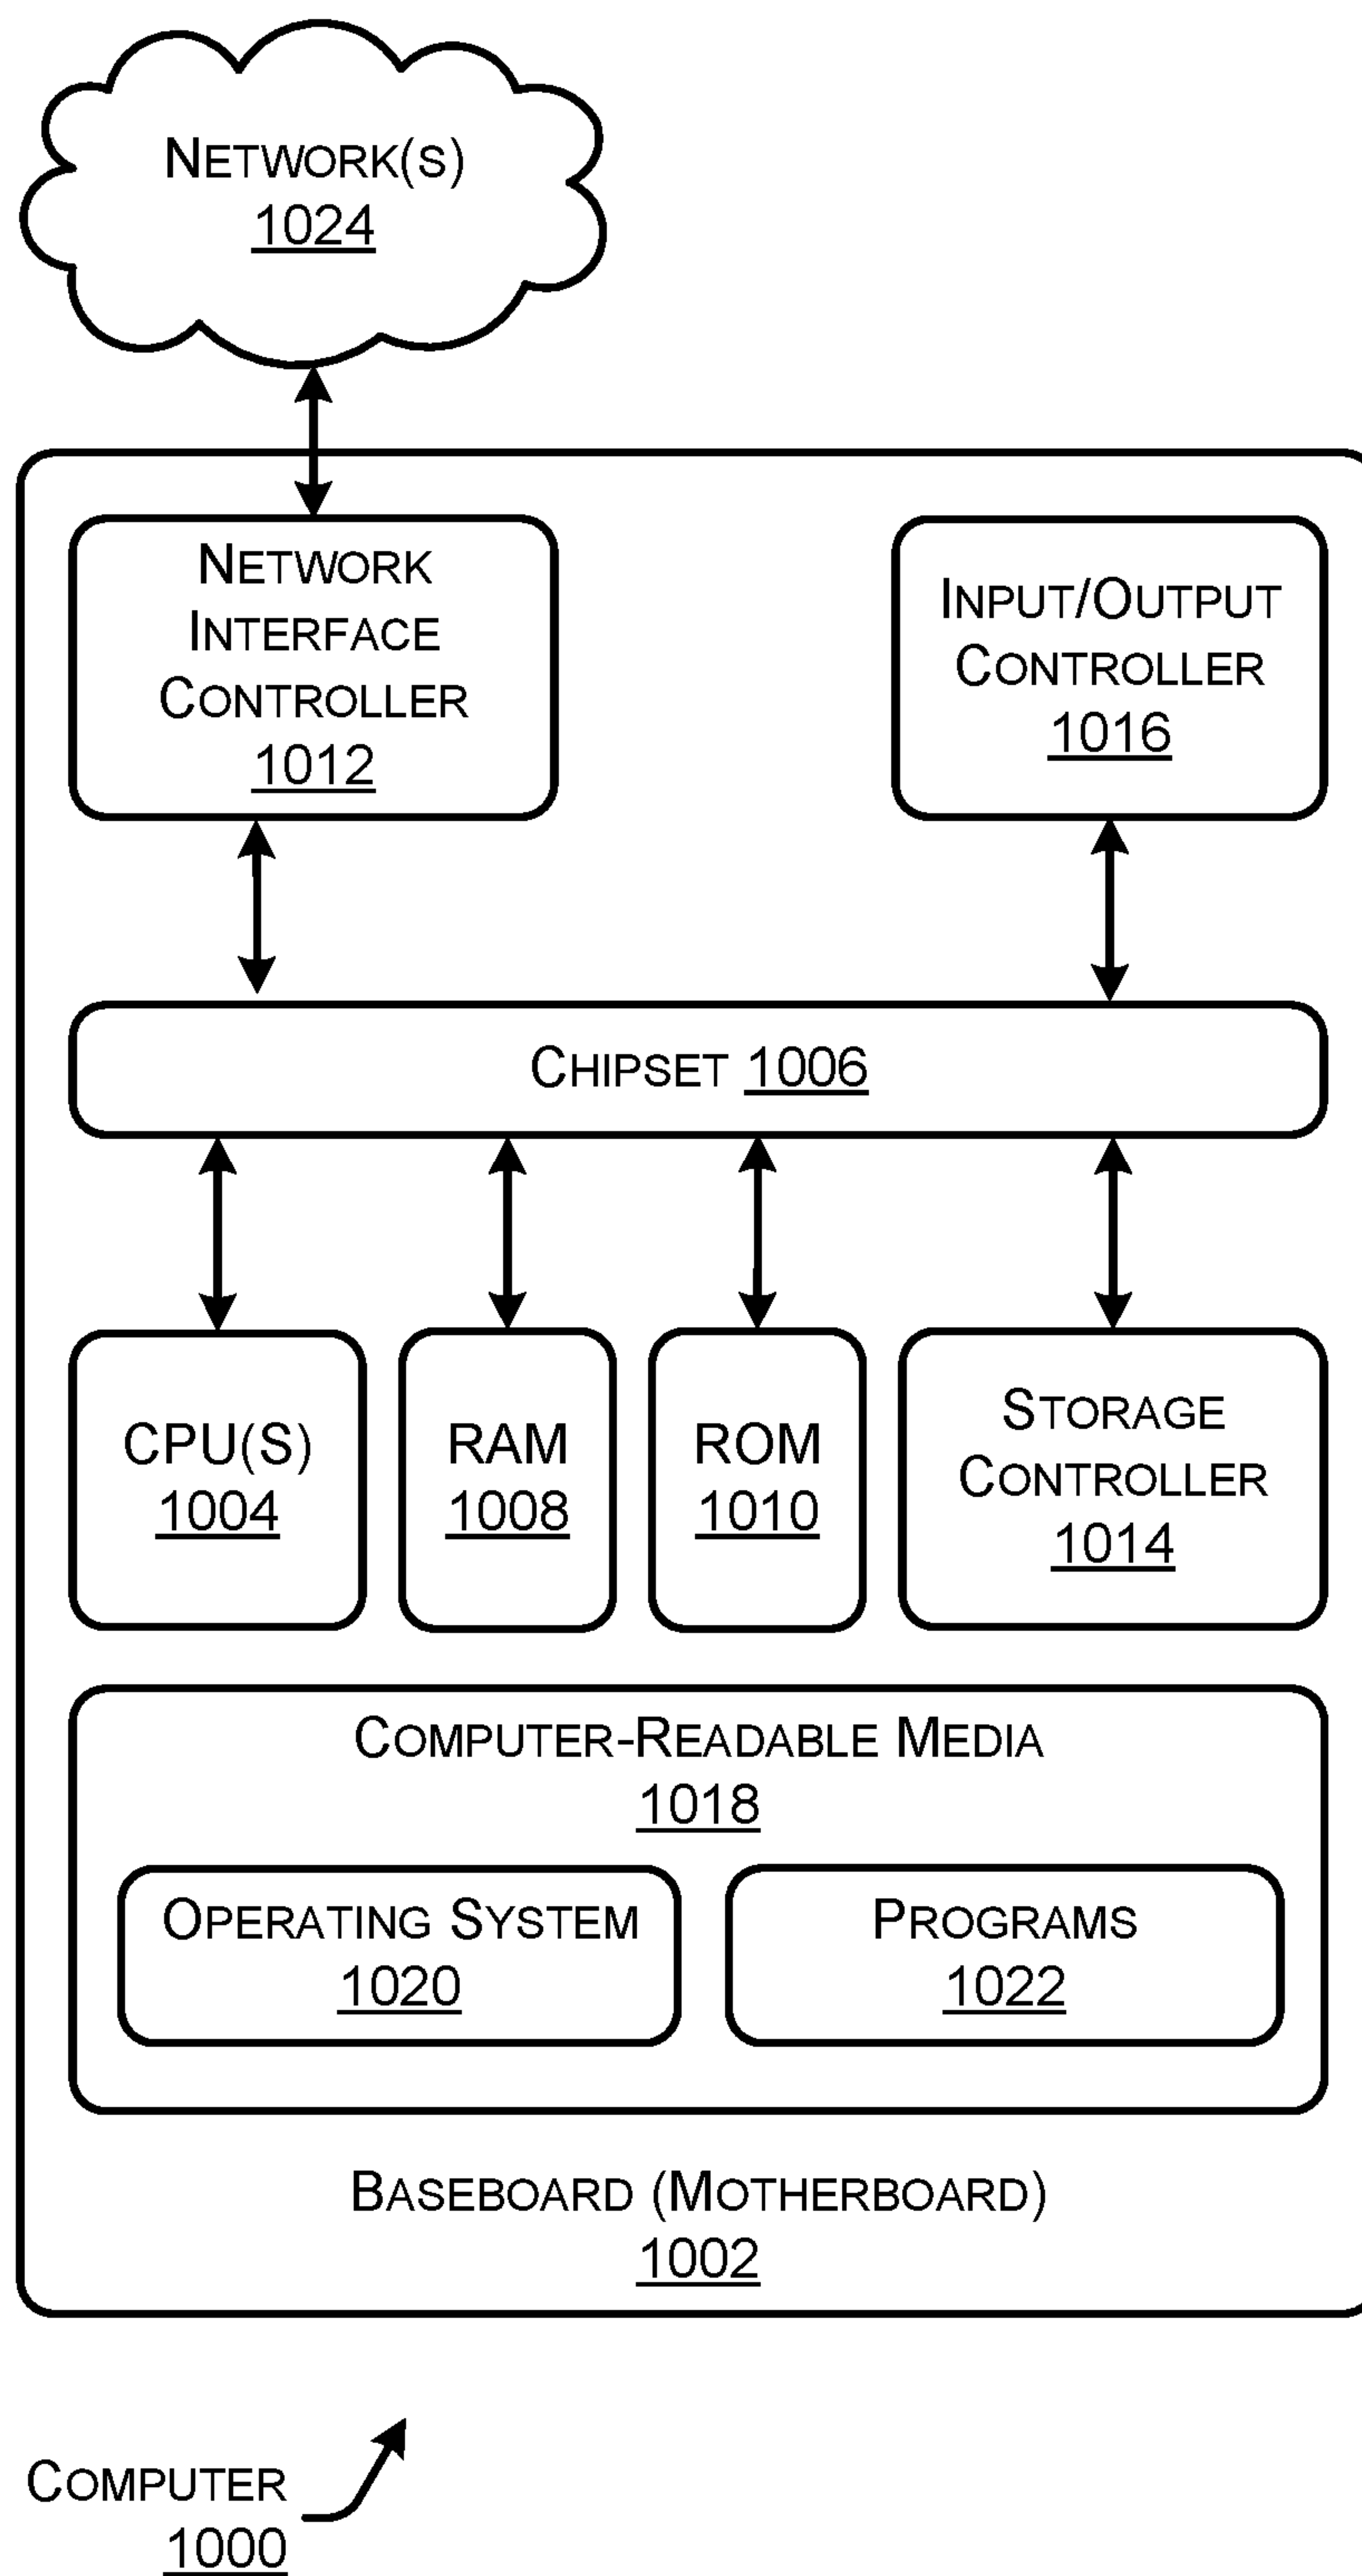 NETWORK(S)
1024
NETWORK
INTERFACE
CONTROLLER
1012
INPUT/OUTPUT
CONTROLLER
1016
CHIPSET 1006
CPU(S)
1004
RAM
1008
ROM
1010
STORAGE
CONTROLLER
1014
COMPUTER-READABLE MEDIA
1018
OPERATING SYSTEM
1020
PROGRAMS
1022
BASEBOARD (MOTHERBOARD)
1002
COMPUTER
1000